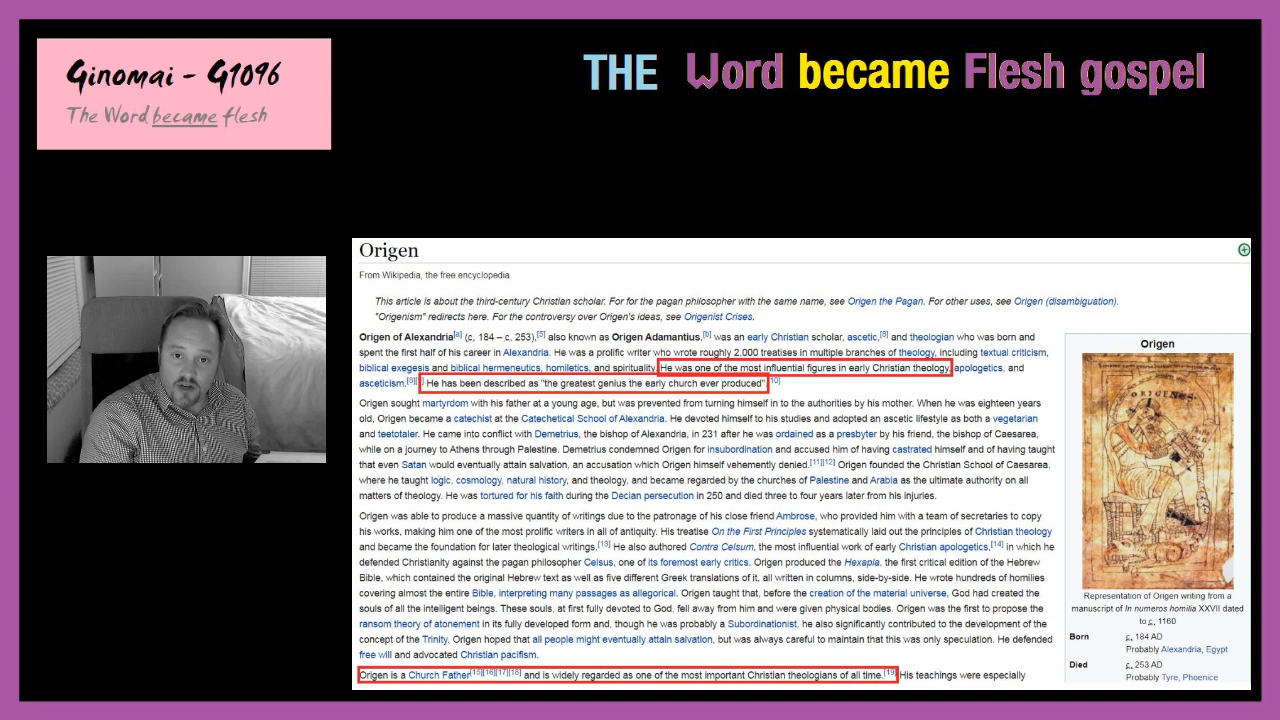 Ginomai - G1096
The Word became flesh
THE Word became Flesh gospel
Origen
From Wikipedia, the free encyclopedia
This article is about the third-century Christian scholar. For for the pagan philosopher with the same name, see Origen the Pagan. For other uses, see Origen (disambiguation).
"Origenism" redirects here. For the controversy over Origen's ideas, see Origenist Crises.
Origen of Alexandria[a] (c. 184 – c. 253),[5] also known as Origen Adamantius,[b] was an early Christian scholar, ascetic,[8] and theologian who was born and
spent the first half of his career in Alexandria. He was a prolific writer who wrote roughly 2,000 treatises in multiple branches of theology, including textual criticism,
biblical exegesis and biblical hermeneutics, homiletics, and spirituality. He was one of the most influential figures in early Christian theology, apologetics, and
asceticism. He has been described as "the greatest genius the early church ever produced".[10]
Origen sought martyrdom with his father at a young age, but was prevented from turning himself in to the authorities by his mother. When he was eighteen years
old, Origen became a catechist at the Catechetical School of Alexandria. He devoted himself to his studies and adopted an ascetic lifestyle as both a vegetarian
and teetotaler. He came into conflict with Demetrius, the bishop of Alexandria, in 231 after he was ordained as a presbyter by his friend, the bishop of Caesarea,
while on a journey to Athens through Palestine. Demetrius condemned Origen for insubordination and accused him of having castrated himself and of having taught
that even Satan would eventually attain salvation, an accusation which Origen himself vehemently denied.[11][12] Origen founded the Christian School of Caesarea,
where he taught logic, cosmology, natural history, and theology, and became regarded by the churches of Palestine and Arabia as the ultimate authority on all
matters of theology. He was tortured for his faith during the Decian persecution in 250 and died three to four years later from his injuries.
Origen was able to produce a massive quantity of writings due to the patronage of his close friend Ambrose, who provided him with a team of secretaries to copy
his works, making him one of the most prolific writers in all of antiquity. His treatise On the First Principles systematically laid out the principles of Christian theology
and became the foundation for later theological writings.[13] He also authored Contra Celsum, the most influential work of early Christian apologetics,[14] in which he
defended Christianity against the pagan philosopher Celsus, one of its foremost early critics. Origen produced the Hexapla, the first critical edition of the Hebrew
Bible, which contained the original Hebrew text as well as five different Greek translations of it, all written in columns, side-by-side. He wrote hundreds of homilies
covering almost the entire Bible, interpreting many passages as allegorical. Origen taught that, before the creation of the material universe, God had created the
souls of all the intelligent beings. These souls, at first fully devoted to God, fell away from him and were given physical bodies. Origen was the first to propose the
ransom theory of atonement in its fully developed form and, though he was probably a Subordinationist, he also significantly contributed to the development of the
concept of the Trinity. Origen hoped that all people might eventually attain salvation, but was always careful to maintain that this was only speculation. He defended
free will and advocated Christian pacifism.
Origen is a Church Father[15][16][17][18] and is widely regarded as one of the most important Christian theologians of all time.[19] His teachings were especially
Origen
ORIGENES
Representation of Origen writing from a
manuscript of In numeros homilia XXVII dated
to c. 1160
Born c. 184 AD
Probably Alexandria, Egypt
Died c. 253 AD
Probably Tyre, Phoenice